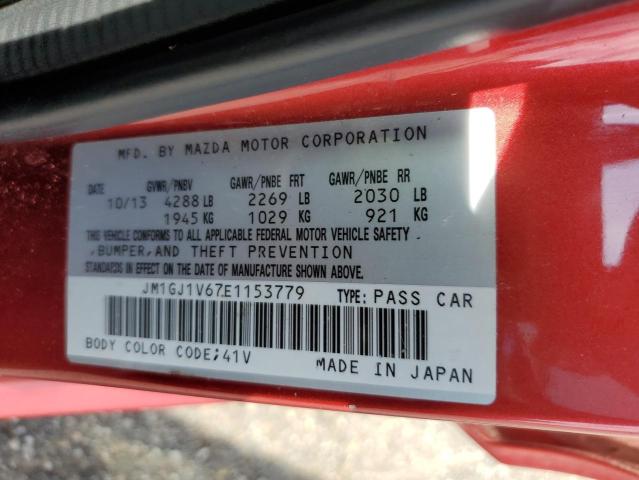 MFD. BY MAZDA MOTOR CORPORATION
DATE GVWR/PNBV GAWR/PNBE FRT GAWR/PNBE RR
10/13 4288 LB 2269 LB 2030 LB
1945 KG 1029 KG 921 KG
THIS VEHICLE CONFORMS TO ALL APPLICABLE FEDERAL MOTOR VEHICLE SAFETY
,BUMPER,AND THEFT PREVENTION
STANDARDS IN EFFECT ON THE DATE OF MANUFACTURE SHOWN ABOVE.
JM1GJ1V67E1153779 TYPE: PASS CAR
BODY COLOR CODE;41V MADE IN JAPAN